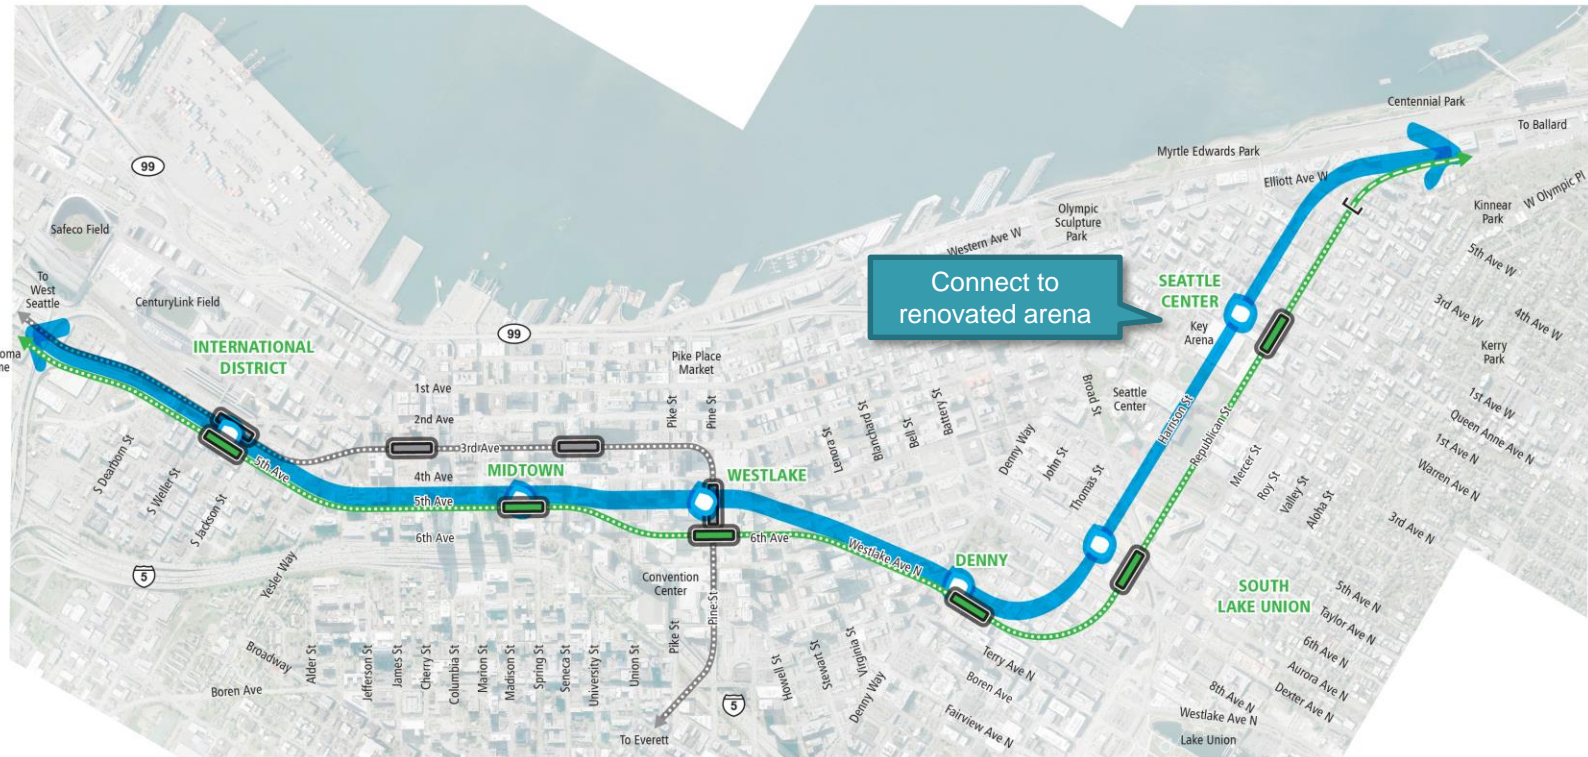 Centennial Park
To Ballard
Myrtle Edwards Park
Elliott Ave W
99
Safeco Field
Olympic
Sculpture
Park
Western Ave W
Kinnear
Park
W Olympic Pl
5th Ave W
3rd Ave W
4th Ave W
Kerry
Park
1st Ave W
Queen Anne Ave N
1st Ave N
Warren Ave N
3rd Ave N
Connect to
renovated arena
SEATTLE
CENTER
Key
Arena
To
West
Seattle
CenturyLink Field
99
INTERNATIONAL
DISTRICT
Pike Place
Market
1st Ave
2nd Ave
3rd Ave
4th Ave
5th Ave
6th Ave
Pike St
Pine St
MIDTOWN
WESTLAKE
6th Ave
Lenora St
Blanchard St
Bell St
Battery St
Broad St
Seattle
Center
Denny Way
John St
Thomas St
Harrison St
Republican St
Mercer St
Roy St
Valley St
Aloha St
S Dearborn St
S Weller St
S Jackson St
5th Ave
Yesler Way
5
Westlake Ave N
DENNY
Convention
Center
Pine St
Pike St
SOUTH
LAKE UNION
5th Ave N
Taylor Ave N
6th Ave N
Aurora Ave N
Dexter Ave N
8th Ave N
Westlake Ave N
Lake Union
Broadway
Boren Ave
Alder St
Jefferson St
James St
Cherry St
Columbia St
Marion St
Madison St
Spring St
Seneca St
University St
Union St
5
To Everett
Howell St
Stewart St
Virginia St
Denny Way
Terry Ave N
Boren Ave
Fairview Ave N